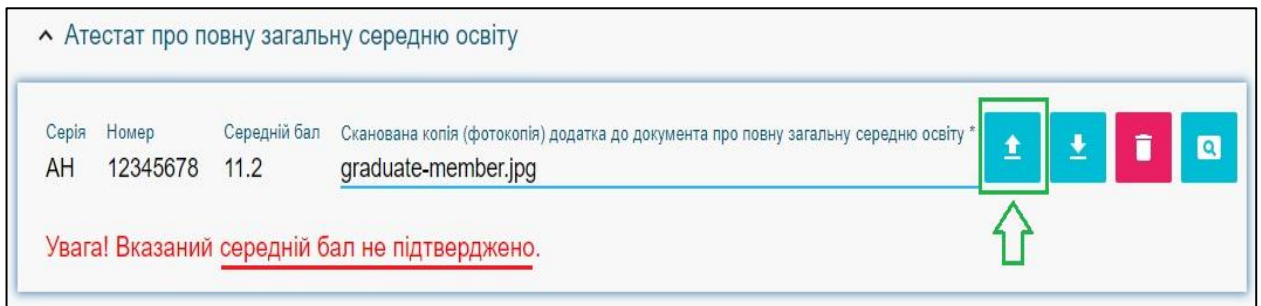 Атестат про повну загальну середню освіту
Серія Номер Середній бал Сканована копія (фотокопія) додатка до документа про повну загальну середню освіту *
АН 12345678 11.2 graduate-member.jpg
Увага! Вказаний середній бал не підтверджено.